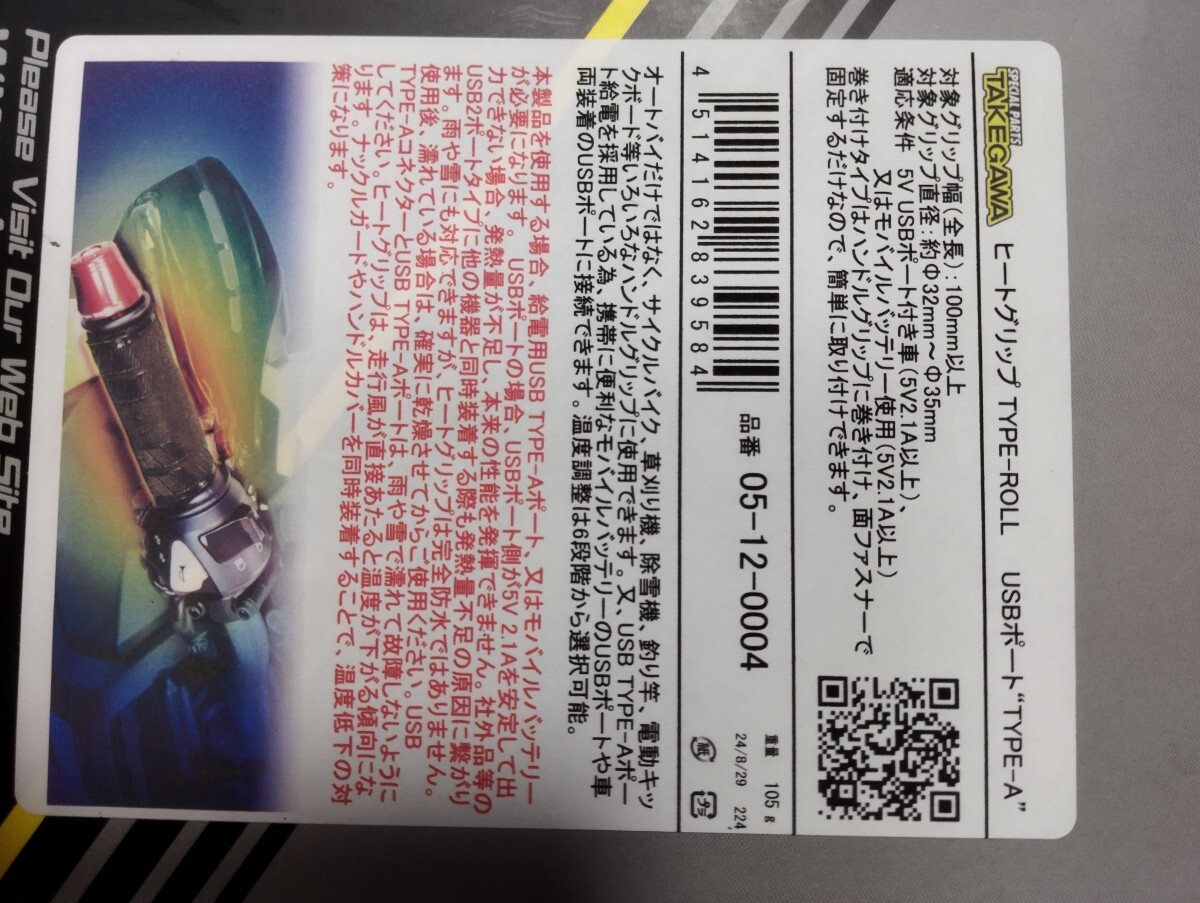 SPECIAL PARTS
TAKEGAWA
ヒートグリップ TYPE-ROLL USBポート“TYPE-A”
対象グリップ幅(全長):100mm以上
対象グリップ直径:約Φ32mm～Φ35mm
適応条件 5V USBポート付き車(5V2.1A以上)、
又はモバイルバッテリー使用(5V2.1A以上)
巻き付けタイプはハンドルグリップに巻き付け、面ファスナーで
固定するだけなので、簡単に取り付けできます。
4 514162 839584
品番 05-12-0004
重量 105g
24/8/29 224
紙
プラ
オートバイだけではなく、サイクルバイク、草刈り機、除雪機、釣り竿、電動キッ
クボード等いろいろなハンドルグリップに使用できます。又、USB TYPE-Aポー
ト給電を採用している為、携帯に便利なモバイルバッテリーのUSBポートや車
両装着のUSBポートに接続できます。温度調整は6段階から選択可能。
本製品を使用する場合、給電用USB TYPE-Aポート、又はモバイルバッテリー
が必要になります。 USBポートの場合、USBポート側が5V 2.1Aを安定して出
力できない場合、発熱量が不足し、本来の性能を発揮できません。社外品等の
USB2ポートタイプに他の機器と同時装着する際も発熱量不足の原因に繋がり
ます。雨や雪にも対応できますが、ヒートグリップは完全防水ではありません。
使用後、濡れている場合は、確実に乾燥させてからご使用ください。USB
TYPE-AコネクターとUSB TYPE-Aポートは、雨や雪で濡れて故障しないように
してください。ヒートグリップは、走行風が直接あたると温度が下がる傾向にな
ります。ナックルガードやハンドルカバーを同時装着することで、温度低下の対
策になります。
Please Visit Our Web Site